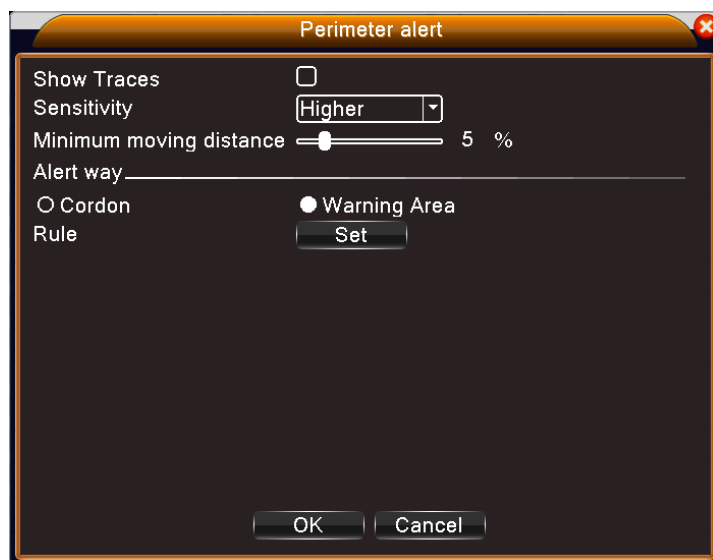 Perimeter alert
Show Traces
Sensitivity Higher
Minimum moving distance 5 %
Alert way
Cordon Warning Area
Rule Set
OK Cancel